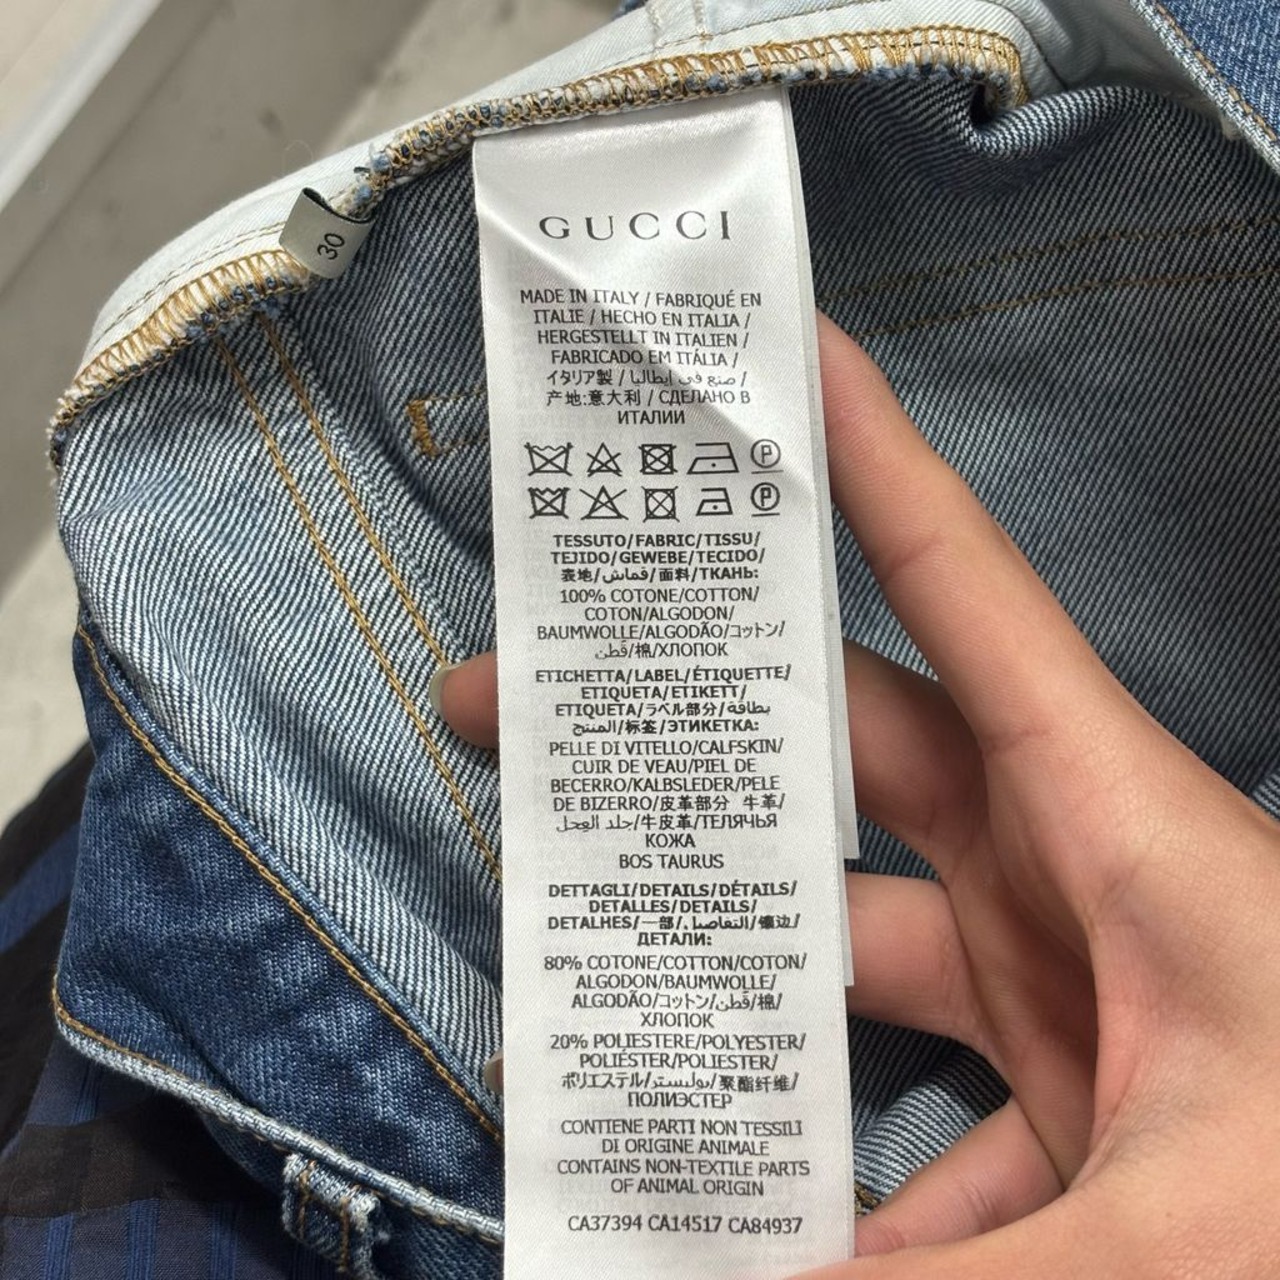 30
GUCCI
MADE IN ITALY / FABRIQUÉ EN
ITALIE / HECHO EN ITALIA /
HERGESTELLT IN ITALIEN /
FABRICADO EM ITÁLIA /
イタリア製 / صنع في إيطاليا /
产地:意大利 / СДЕЛАНО В
ИТАЛИИ
P
P
TESSUTO/FABRIC/TISSU/
TEJIDO/GEWEBE/TECIDO/
表地/قماش/面料/ТКАНЬ:
100% COTONE/COTTON/
COTON/ALGODON/
BAUMWOLLE/ALGODÃO/コットン/
قطن/棉/ХЛОПОК
ETICHETTA/LABEL/ÉTIQUETTE/
ETIQUETA/ETIKETT/
ETIQUETA/ラベル部分/بطاقة
المنتج/标签/ЭТИКЕТКА:
PELLE DI VITELLO/CALFSKIN/
CUIR DE VEAU/PIEL DE
BECERRO/KALBSLEDER/PELE
DE BIZERRO/皮革部分 牛革/
جلد العجل/牛皮革/ТЕЛЯЧЬЯ
КОЖА
BOS TAURUS
DETTAGLI/DETAILS/DÉTAILS/
DETALLES/DETAILS/
DETALHES/一部/التفاصيل/镶边/
ДЕТАЛИ:
80% COTONE/COTTON/COTON/
ALGODON/BAUMWOLLE/
ALGODÃO/コットン/قطن/棉/
ХЛОПОК
20% POLIESTERE/POLYESTER/
POLIÉSTER/POLIESTER/
ポリエステル/بوليستر/聚酯纤维/
ПОЛИЭСТЕР
CONTIENE PARTI NON TESSILI
DI ORIGINE ANIMALE
CONTAINS NON-TEXTILE PARTS
OF ANIMAL ORIGIN
CA37394 CA14517 CA84937